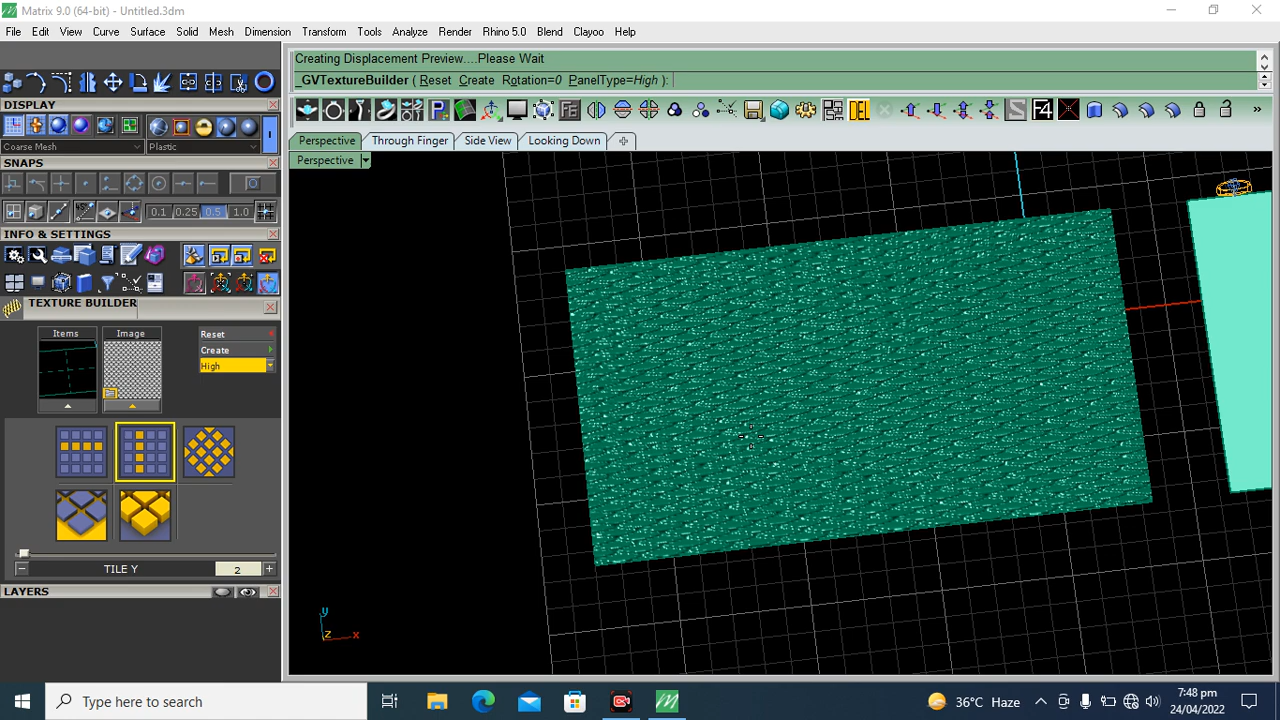 Matrix 9.0 (64-bit) - Untitled.3dm
File Edit View Curve Surface Solid Mesh Dimension Transform Tools Analyze Render Rhino 5.0 Blend Clayoo Help
Creating Displacement Preview....Please Wait
_GVTextureBuilder ( Reset Create Rotation=0 PanelType=High ):
DISPLAY
Coarse Mesh
Plastic
SNAPS
0.1 0.25 0.5 1.0
INFO & SETTINGS
TEXTURE BUILDER
Items
Image
Reset
Create
High
TILE Y
2
LAYERS
DEL
F4
FE
P
S
»
Perspective
Through Finger
Side View
Looking Down
Perspective
y
z
x
Type here to search
36°C Haze
7:48 pm
24/04/2022